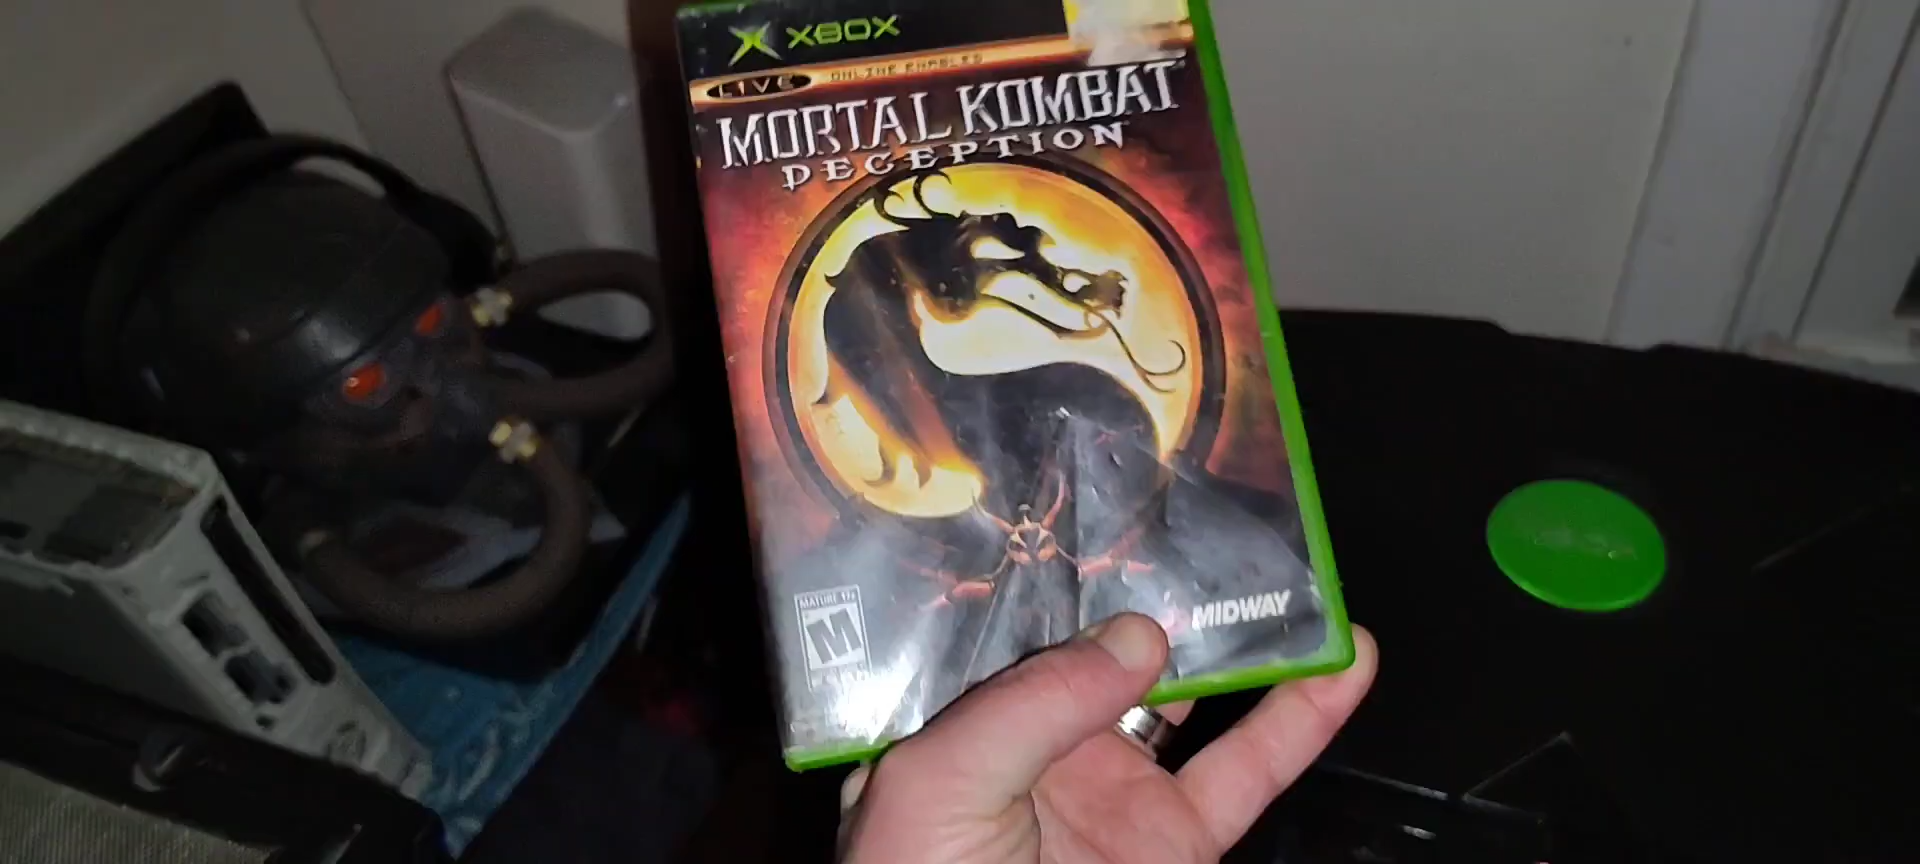 XBOX
LIVE ONLINE ENABLED
MORTAL KOMBAT
DECEPTION
MATURE 17+
M
MIDWAY